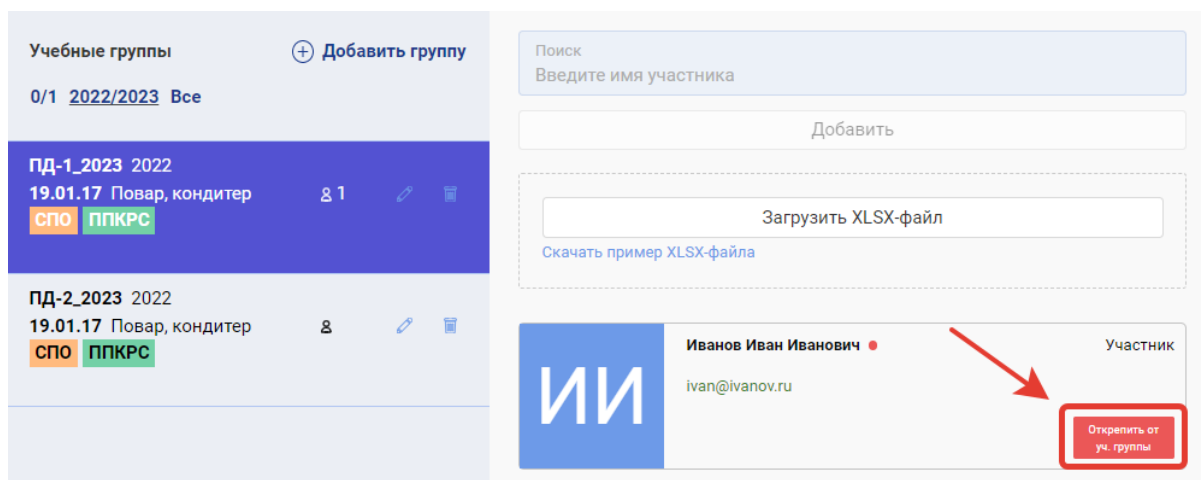 Учебные группы
Добавить группу
0/1 2022/2023 Все
ПД-1_2023 2022
19.01.17 Повар, кондитер
1
СПО ППКРС
ПД-2_2023 2022
19.01.17 Повар, кондитер
СПО ППКРС
Поиск
Введите имя участника
Добавить
Загрузить XLSX-файл
Скачать пример XLSX-файла
ИИ
Иванов Иван Иванович
Участник
ivan@ivanov.ru
Открепить от
уч. группы